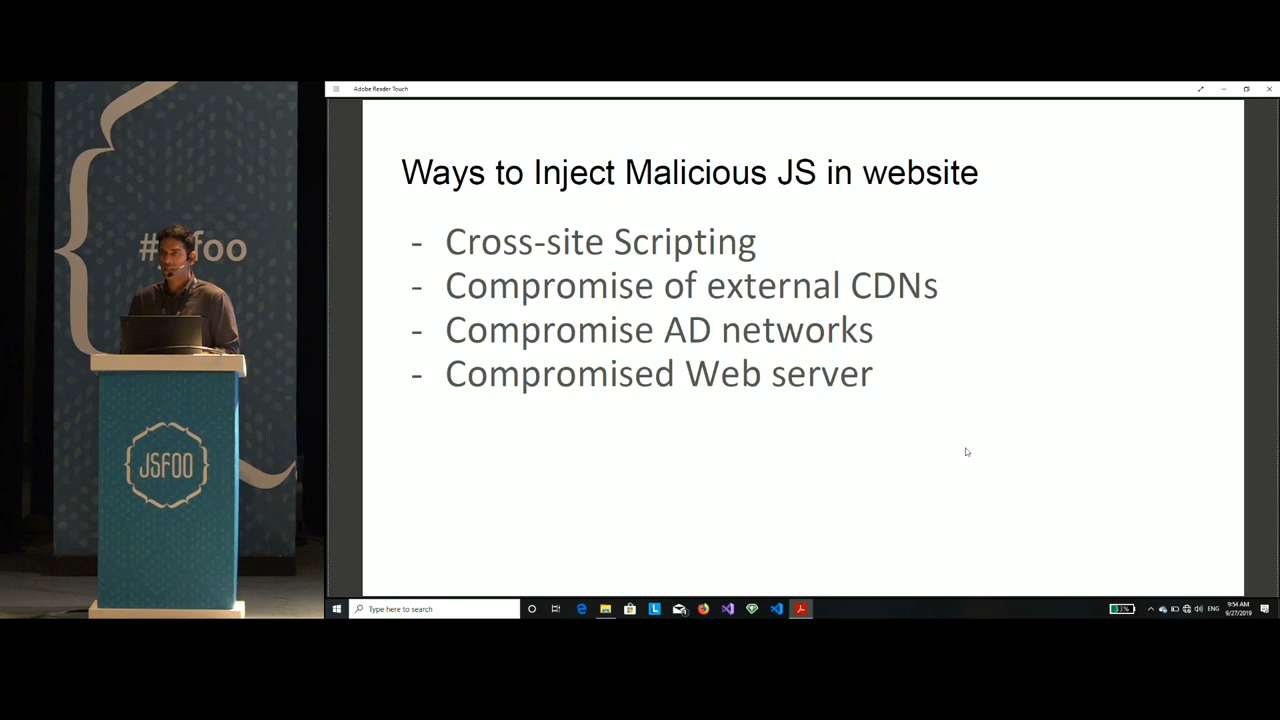 Adobe Reader Touch
Ways to Inject Malicious JS in website
- Cross-site Scripting
- Compromise of external CDNs
- Compromise AD networks
- Compromised Web server
foo
JSFOO
Type here to search
ENG
9:54 AM
9/27/2019